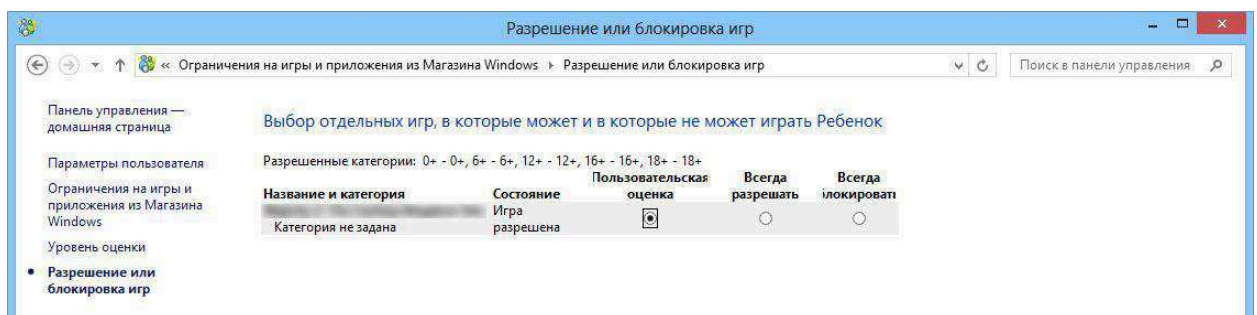 Разрешение или блокировка игр
« Ограничения на игры и приложения из Магазина Windows ▸ Разрешение или блокировка игр
Поиск в панели управления
Панель управления —
домашняя страница
Параметры пользователя
Ограничения на игры и
приложения из Магазина
Windows
Уровень оценки
• Разрешение или
блокировка игр
Выбор отдельных игр, в которые может и в которые не может играть Ребенок
Разрешенные категории: 0+ - 0+, 6+ - 6+, 12+ - 12+, 16+ - 16+, 18+ - 18+
Название и категория
Состояние
Пользовательская
оценка
Всегда
разрешать
Всегда
блокировать
Категория не задана
Игра
разрешена